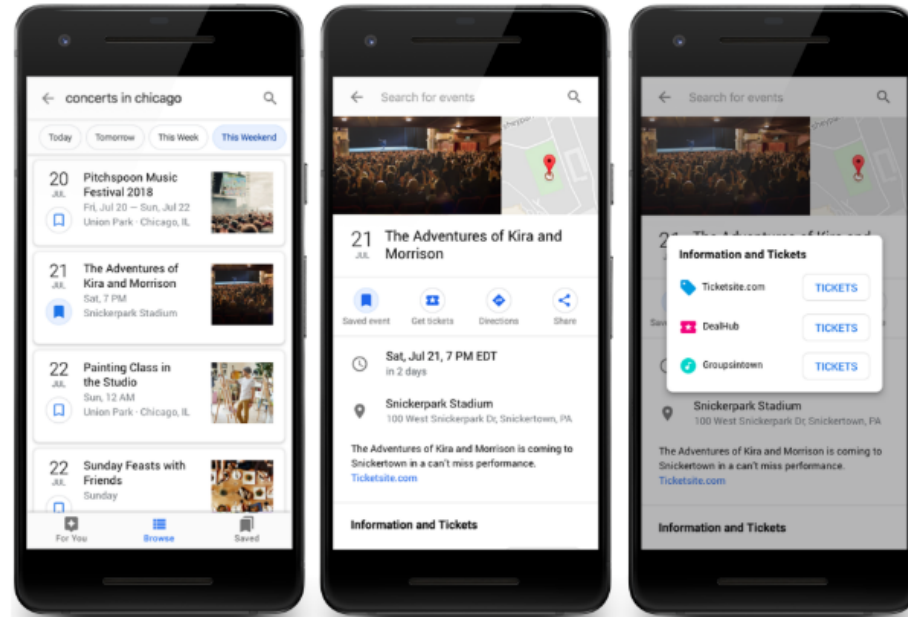 concerts in chicago
Today
Tomorrow
This Week
This Weekend
20
JUL
Pitchspoon Music
Festival 2018
Fri, Jul 20 — Sun, Jul 22
Union Park · Chicago, IL
21
JUL
The Adventures of
Kira and Morrison
Sat, 7 PM
Snickerpark Stadium
22
JUL
Painting Class in
the Studio
Sun, 12 AM
Union Park · Chicago, IL
22
JUL
Sunday Feasts with
Friends
Sunday
For You
Browse
Saved
Search for events
21
JUL
The Adventures of Kira and
Morrison
Saved event
Get tickets
Directions
Share
Sat, Jul 21, 7 PM EDT
in 2 days
Snickerpark Stadium
100 West Snickerpark Dr, Snickertown, PA
The Adventures of Kira and Morrison is coming to
Snickertown in a can't miss performance.
Ticketsite.com
Information and Tickets
Search for events
21
JUL
The Adventures of Kira and
Information and Tickets
Ticketsite.com
TICKETS
DealHub
TICKETS
Groupsintown
TICKETS
Snickerpark Stadium
100 West Snickerpark Dr, Snickertown, PA
The Adventures of Kira and Morrison is coming to
Snickertown in a can't miss performance.
Ticketsite.com
Information and Tickets